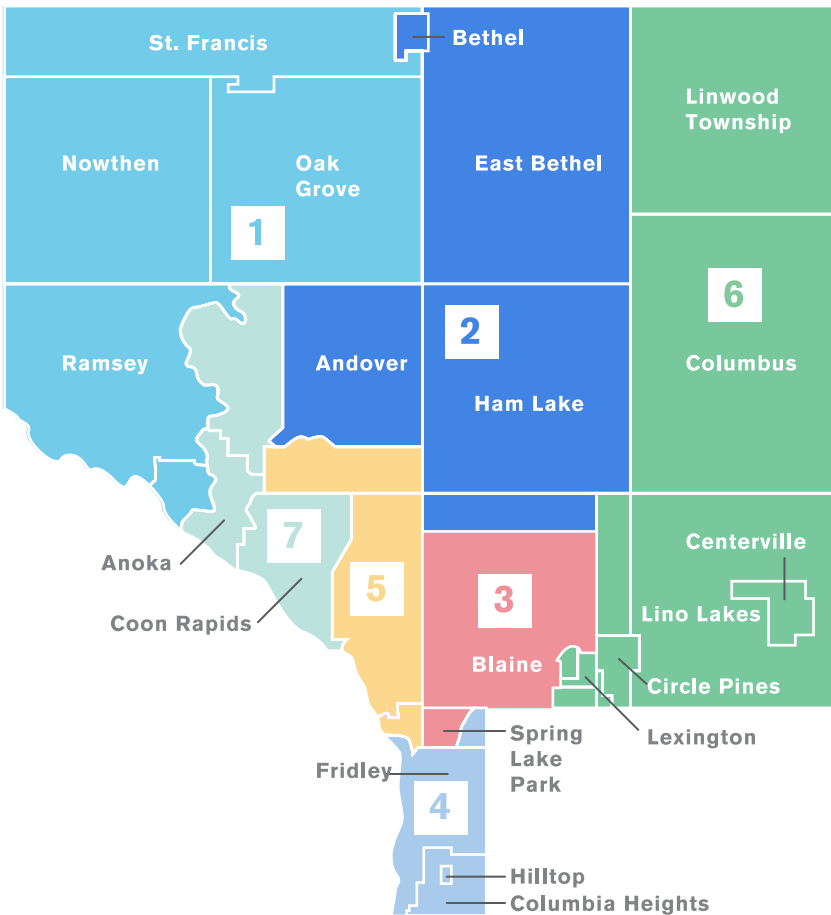 St. Francis
Bethel
Linwood
Township
Nowthen
Oak
Grove
East Bethel
1
6
2
Ramsey
Andover
Columbus
Ham Lake
7
Centerville
Anoka
5
3
Lino Lakes
Coon Rapids
Blaine
Circle Pines
Spring
Lake
Park
Lexington
Fridley
4
Hilltop
Columbia Heights